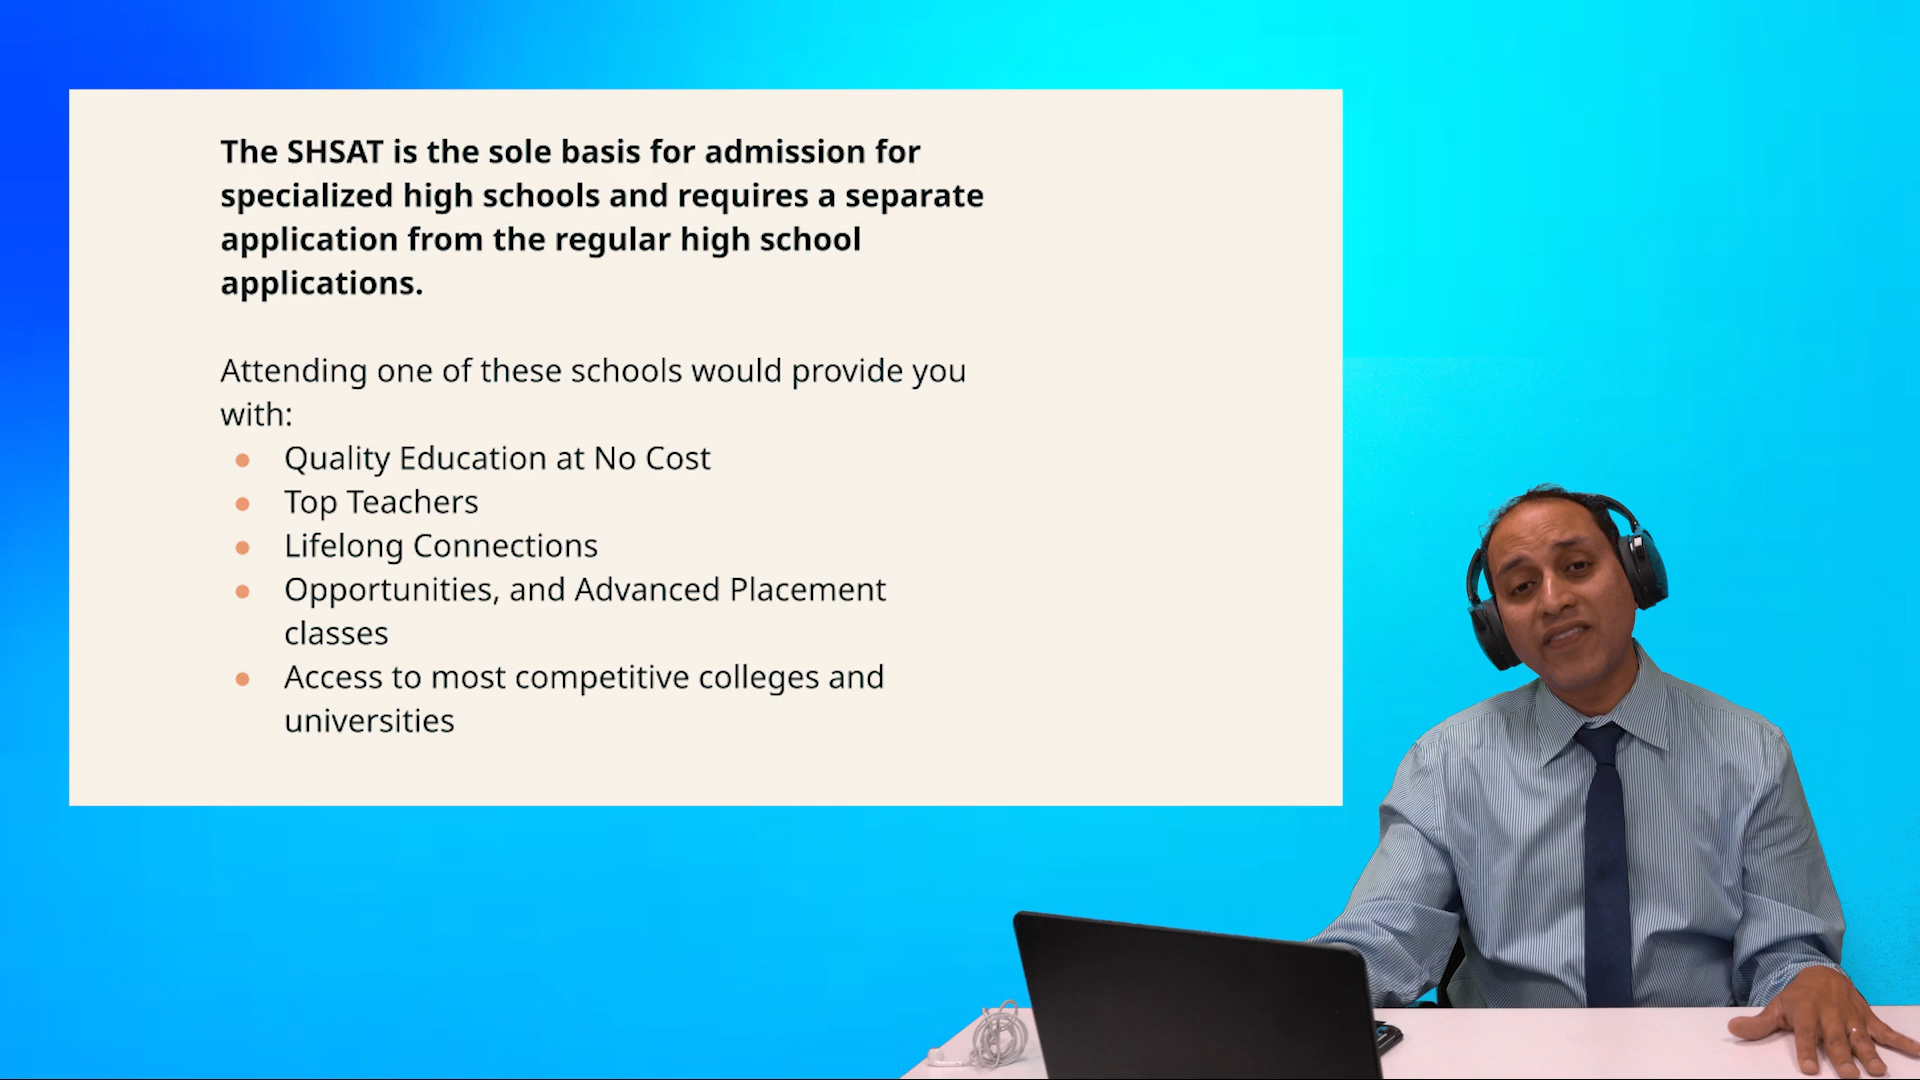 The SHSAT is the sole basis for admission for
specialized high schools and requires a separate
application from the regular high school
applications.
Attending one of these schools would provide you
with:
● Quality Education at No Cost
● Top Teachers
● Lifelong Connections
● Opportunities, and Advanced Placement
classes
● Access to most competitive colleges and
universities